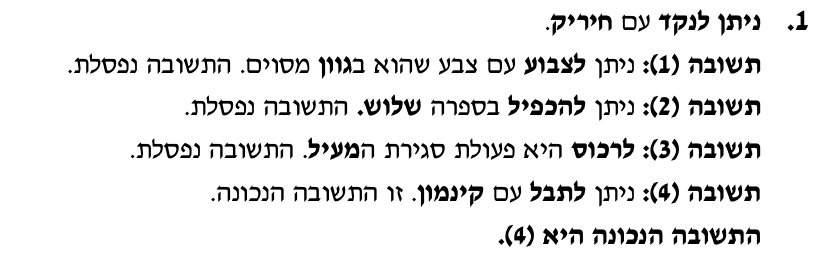 1. ניתן לנקד עם חיריק.
תשובה (1): ניתן לצבוע עם צבע שהוא בגוון מסוים. התשובה נפסלת.
תשובה (2): ניתן להכפיל בספרה שלוש. התשובה נפסלת.
תשובה (3): לרכוס היא פעולת סגירת המעיל. התשובה נפסלת.
תשובה (4): ניתן לתבל עם קינמון. זו התשובה הנכונה.
התשובה הנכונה היא (4).